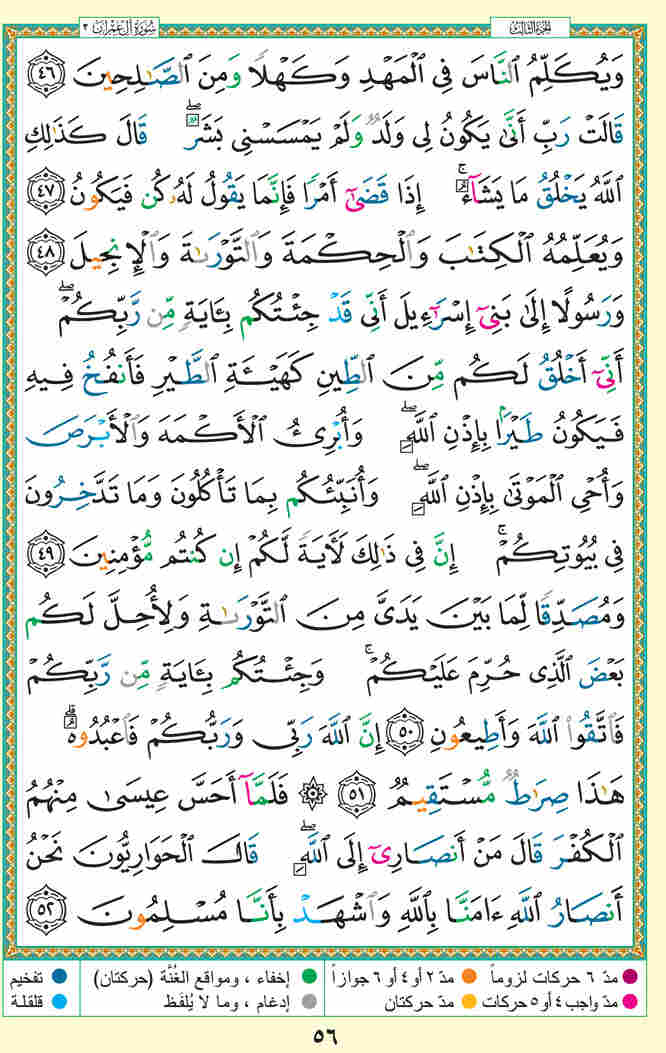 سُورَةُ آلِ عِمْرَان ٣
الجزء الثالث
وَيُكَلِّمُ ٱلنَّاسَ فِي ٱلْمَهْدِ وَكَهْلًا وَمِنَ ٱلصَّـٰلِحِينَ ٤٦
قَالَتْ رَبِّ أَنَّىٰ يَكُونُ لِي وَلَدٌ وَلَمْ يَمْسَسْنِي بَشَرٌ ۖ قَالَ كَذَٰلِكِ
ٱللَّهُ يَخْلُقُ مَا يَشَآءُ ۚ إِذَا قَضَىٰٓ أَمْرًا فَإِنَّمَا يَقُولُ لَهُۥ كُن فَيَكُونُ ٤٧
وَيُعَلِّمُهُ ٱلْكِتَـٰبَ وَٱلْحِكْمَةَ وَٱلتَّوْرَىٰةَ وَٱلْإِنجِيلَ ٤٨
وَرَسُولًا إِلَىٰ بَنِىٓ إِسْرَٰٓءِيلَ أَنِّى قَدْ جِئْتُكُم بِـَٔايَةٍ مِّن رَّبِّكُمْ ۖ
أَنِّىٓ أَخْلُقُ لَكُم مِّنَ ٱلطِّينِ كَهَيْـَٔةِ ٱلطَّيْرِ فَأَنفُخُ فِيهِ
فَيَكُونُ طَيْرًا بِإِذْنِ ٱللَّهِ ۖ وَأُبْرِئُ ٱلْأَكْمَهَ وَٱلْأَبْرَصَ
وَأُحْىِ ٱلْمَوْتَىٰ بِإِذْنِ ٱللَّهِ ۖ وَأُنَبِّئُكُم بِمَا تَأْكُلُونَ وَمَا تَدَّخِرُونَ
فِى بُيُوتِكُمْ ۚ إِنَّ فِى ذَٰلِكَ لَـَٔايَةً لَّكُمْ إِن كُنتُم مُّؤْمِنِينَ ٤٩
وَمُصَدِّقًا لِّمَا بَيْنَ يَدَىَّ مِنَ ٱلتَّوْرَىٰةِ وَلِأُحِلَّ لَكُم
بَعْضَ ٱلَّذِى حُرِّمَ عَلَيْكُمْ ۚ وَجِئْتُكُم بِـَٔايَةٍ مِّن رَّبِّكُمْ
فَٱتَّقُوا۟ ٱللَّهَ وَأَطِيعُونِ ٥٠ إِنَّ ٱللَّهَ رَبِّى وَرَبُّكُمْ فَٱعْبُدُوهُ ۗ
هَـٰذَا صِرَٰطٌ مُّسْتَقِيمٌ ٥١ ۞ فَلَمَّآ أَحَسَّ عِيسَىٰ مِنْهُمُ
ٱلْكُفْرَ قَالَ مَنْ أَنصَارِىٓ إِلَى ٱللَّهِ ۖ قَالَ ٱلْحَوَارِيُّونَ نَحْنُ
أَنصَارُ ٱللَّهِ ءَامَنَّا بِٱللَّهِ وَٱشْهَدْ بِأَنَّا مُسْلِمُونَ ٥٢
مدّ ٦ حركات لزوماً مدّ ٢ أو ٤ أو ٦ جوازاً إخفاء ، ومواقع الغُنَّة (حركتان) تفخيم
مدّ واجب ٤ أو ٥ حركات مدّ حركتان إدغام ، وما لا يُلفَظ قلقلة
٥٦